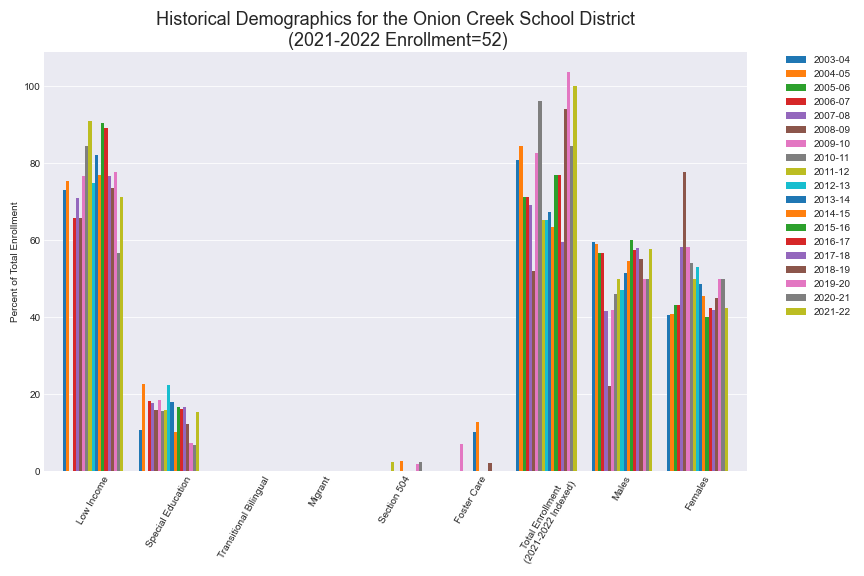 Historical Demographics for the Onion Creek School District
(2021-2022 Enrollment=52)
Percent of Total Enrollment
100
80
60
40
20
0
Low Income
Special Education
Transitional Bilingual
Migrant
Section 504
Foster Care
Total Enrollment
(2021-2022 Indexed)
Males
Females
2003-04
2004-05
2005-06
2006-07
2007-08
2008-09
2009-10
2010-11
2011-12
2012-13
2013-14
2014-15
2015-16
2016-17
2017-18
2018-19
2019-20
2020-21
2021-22